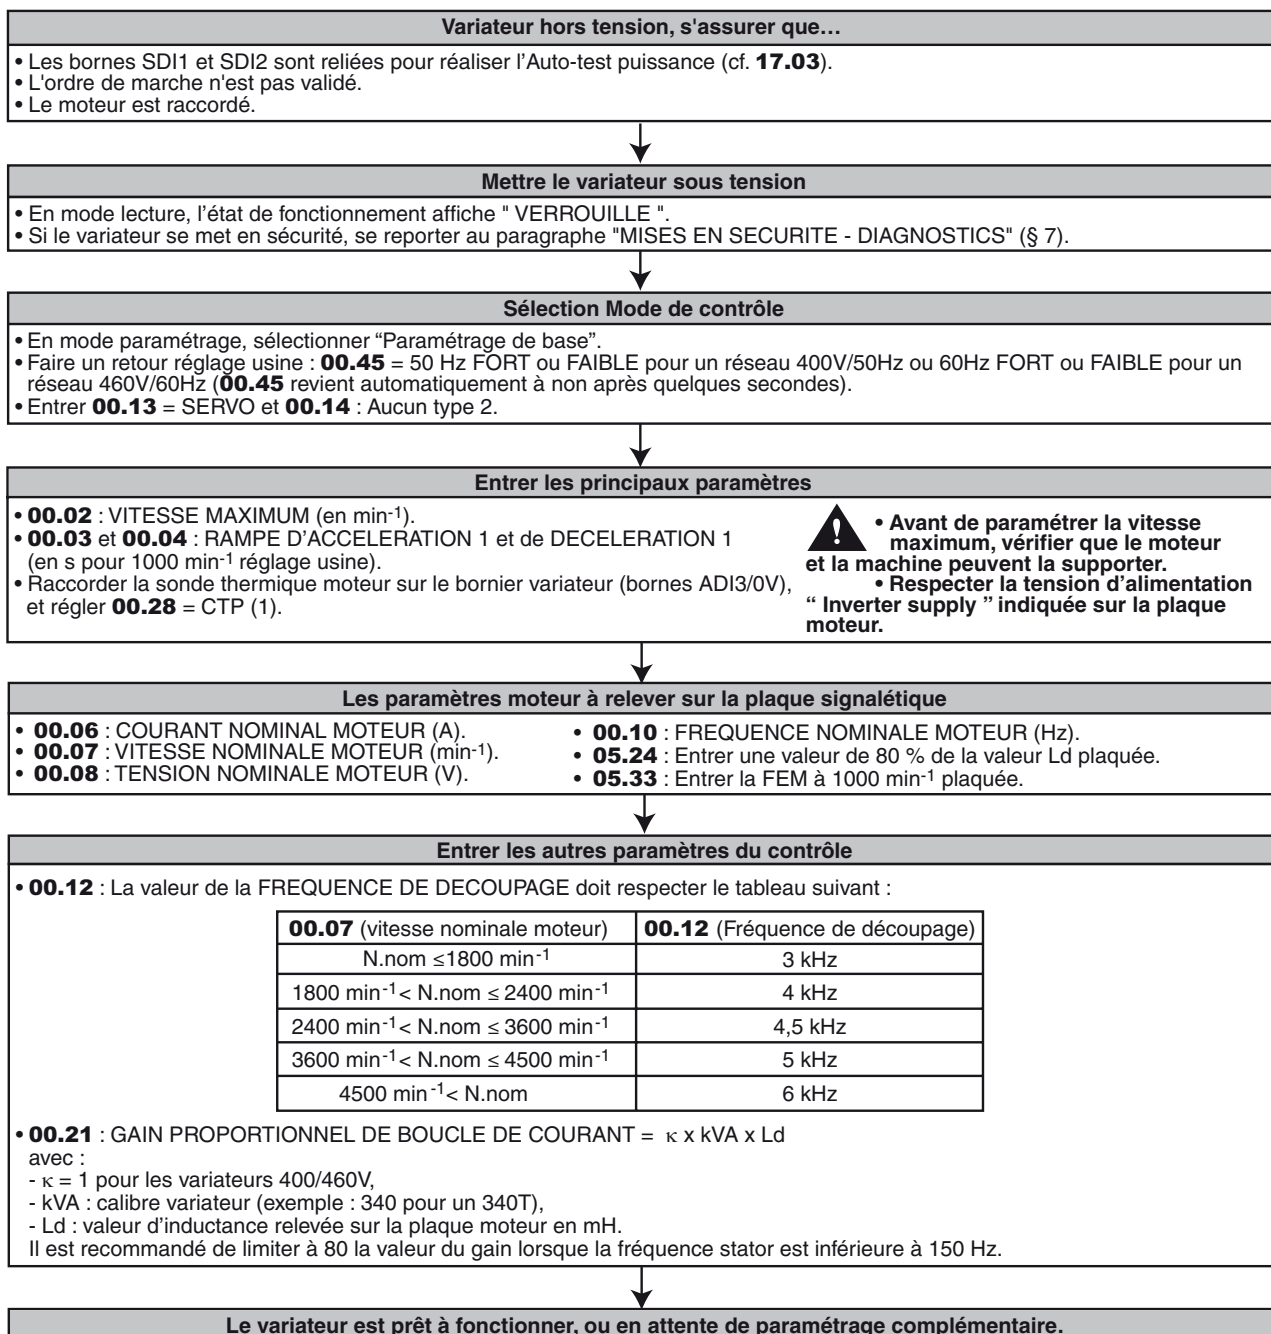 Variateur hors tension, s'assurer que…
• Les bornes SDI1 et SDI2 sont reliées pour réaliser l'Auto-test puissance (cf. 17.03).
• L'ordre de marche n'est pas validé.
• Le moteur est raccordé.
Mettre le variateur sous tension
• En mode lecture, l'état de fonctionnement affiche " VERROUILLE ".
• Si le variateur se met en sécurité, se reporter au paragraphe "MISES EN SECURITE - DIAGNOSTICS" (§ 7).
Sélection Mode de contrôle
• En mode paramétrage, sélectionner “Paramétrage de base”.
• Faire un retour réglage usine : 00.45 = 50 Hz FORT ou FAIBLE pour un réseau 400V/50Hz ou 60Hz FORT ou FAIBLE pour un
réseau 460V/60Hz (00.45 revient automatiquement à non après quelques secondes).
• Entrer 00.13 = SERVO et 00.14 : Aucun type 2.
Entrer les principaux paramètres
• 00.02 : VITESSE MAXIMUM (en min-1).
• 00.03 et 00.04 : RAMPE D'ACCELERATION 1 et de DECELERATION 1
(en s pour 1000 min-1 réglage usine).
• Raccorder la sonde thermique moteur sur le bornier variateur (bornes ADI3/0V),
et régler 00.28 = CTP (1).
! • Avant de paramétrer la vitesse
maximum, vérifier que le moteur
et la machine peuvent la supporter.
• Respecter la tension d'alimentation
“ Inverter supply ” indiquée sur la plaque
moteur.
Les paramètres moteur à relever sur la plaque signalétique
• 00.06 : COURANT NOMINAL MOTEUR (A).
• 00.07 : VITESSE NOMINALE MOTEUR (min-1).
• 00.08 : TENSION NOMINALE MOTEUR (V).
• 00.10 : FREQUENCE NOMINALE MOTEUR (Hz).
• 05.24 : Entrer une valeur de 80 % de la valeur Ld plaquée.
• 05.33 : Entrer la FEM à 1000 min-1 plaquée.
Entrer les autres paramètres du contrôle
• 00.12 : La valeur de la FREQUENCE DE DECOUPAGE doit respecter le tableau suivant :
00.07 (vitesse nominale moteur) 00.12 (Fréquence de découpage)
N.nom ≤1800 min-1 3 kHz
1800 min-1< N.nom ≤ 2400 min-1 4 kHz
2400 min-1< N.nom ≤ 3600 min-1 4,5 kHz
3600 min-1< N.nom ≤ 4500 min-1 5 kHz
4500 min-1< N.nom 6 kHz
• 00.21 : GAIN PROPORTIONNEL DE BOUCLE DE COURANT = κ x kVA x Ld
avec :
- κ = 1 pour les variateurs 400/460V,
- kVA : calibre variateur (exemple : 340 pour un 340T),
- Ld : valeur d'inductance relevée sur la plaque moteur en mH.
Il est recommandé de limiter à 80 la valeur du gain lorsque la fréquence stator est inférieure à 150 Hz.
Le variateur est prêt à fonctionner, ou en attente de paramétrage complémentaire.